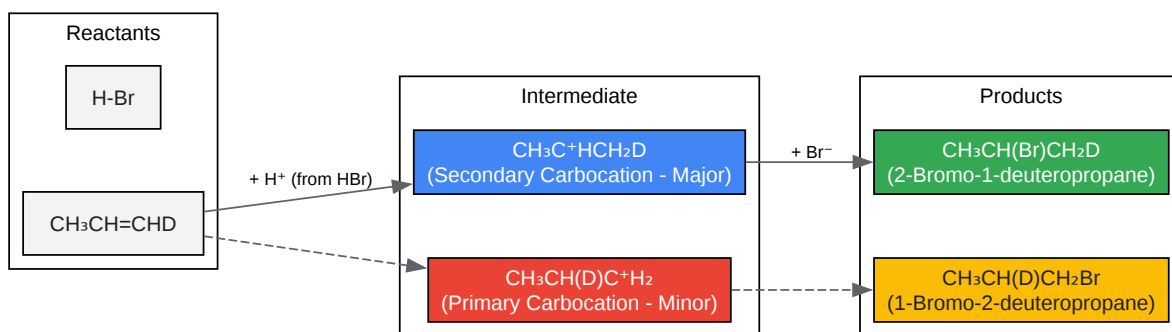 Reactants
H-Br
CH₃CH=CHD
+ H⁺ (from HBr)
Intermediate
CH₃C⁺HCH₂D
(Secondary Carbocation - Major)
CH₃CH(D)C⁺H₂
(Primary Carbocation - Minor)
+ Br⁻
Products
CH₃CH(Br)CH₂D
(2-Bromo-1-deuteropropane)
CH₃CH(D)CH₂Br
(1-Bromo-2-deuteropropane)